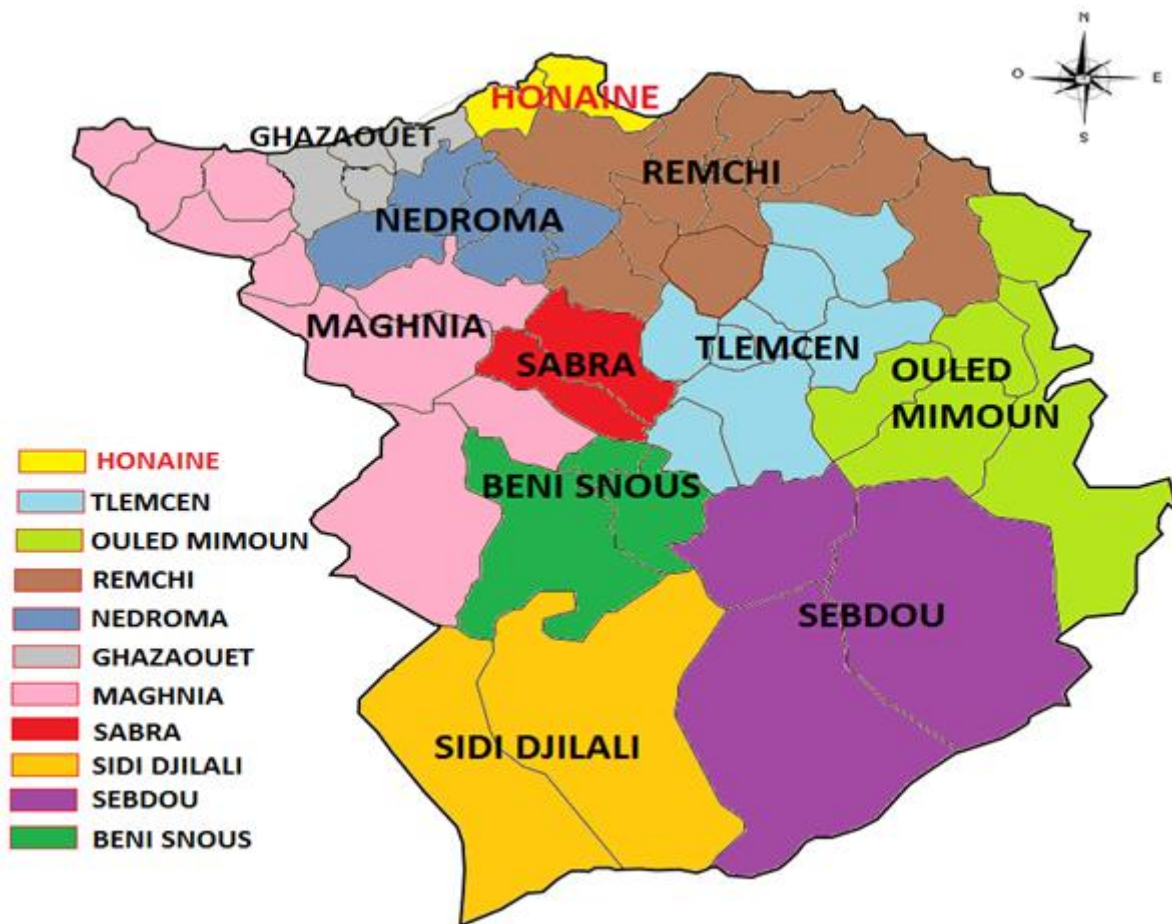 N
O
E
S
HONAINE
GHAZAOUET
REMCHI
NEDROMA
MAGHNIA
SABRA
TLEMCEN
OULED
MIMOUN
BENI SNOUS
SEBDOU
SIDI DJILALI
HONAINE
TLEMCEN
OULED MIMOUN
REMCHI
NEDROMA
GHAZAOUET
MAGHNIA
SABRA
SIDI DJILALI
SEBDOU
BENI SNOUS